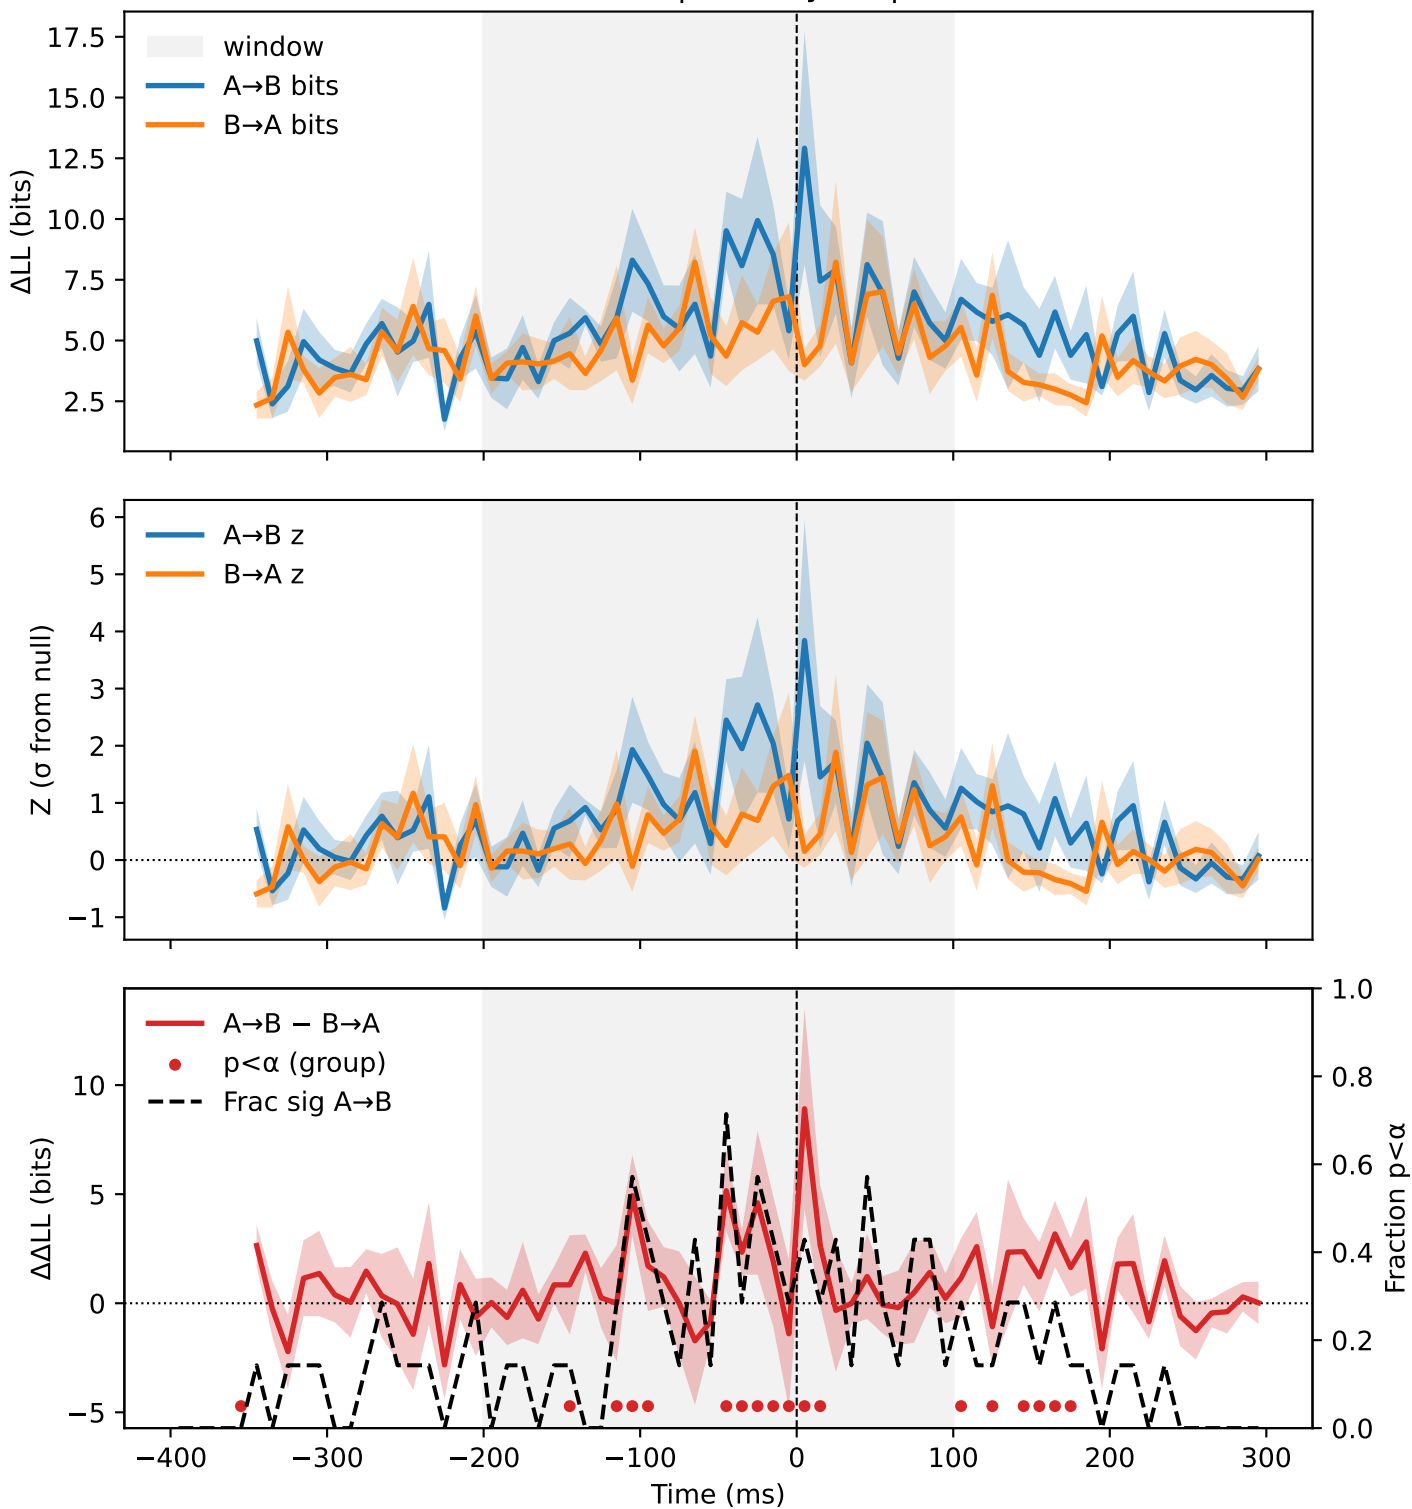 17.5
15.0
12.5
10.0
7.5
5.0
2.5
ΔLL (bits)
window
A→B bits
B→A bits
6
5
4
3
2
1
0
−1
Z (σ from null)
A→B z
B→A z
10
5
0
−5
ΔΔLL (bits)
A→B − B→A
p<α (group)
Frac sig A→B
1.0
0.8
0.6
0.4
0.2
0.0
Fraction p<α
−400 −300 −200 −100 0 100 200 300
Time (ms)